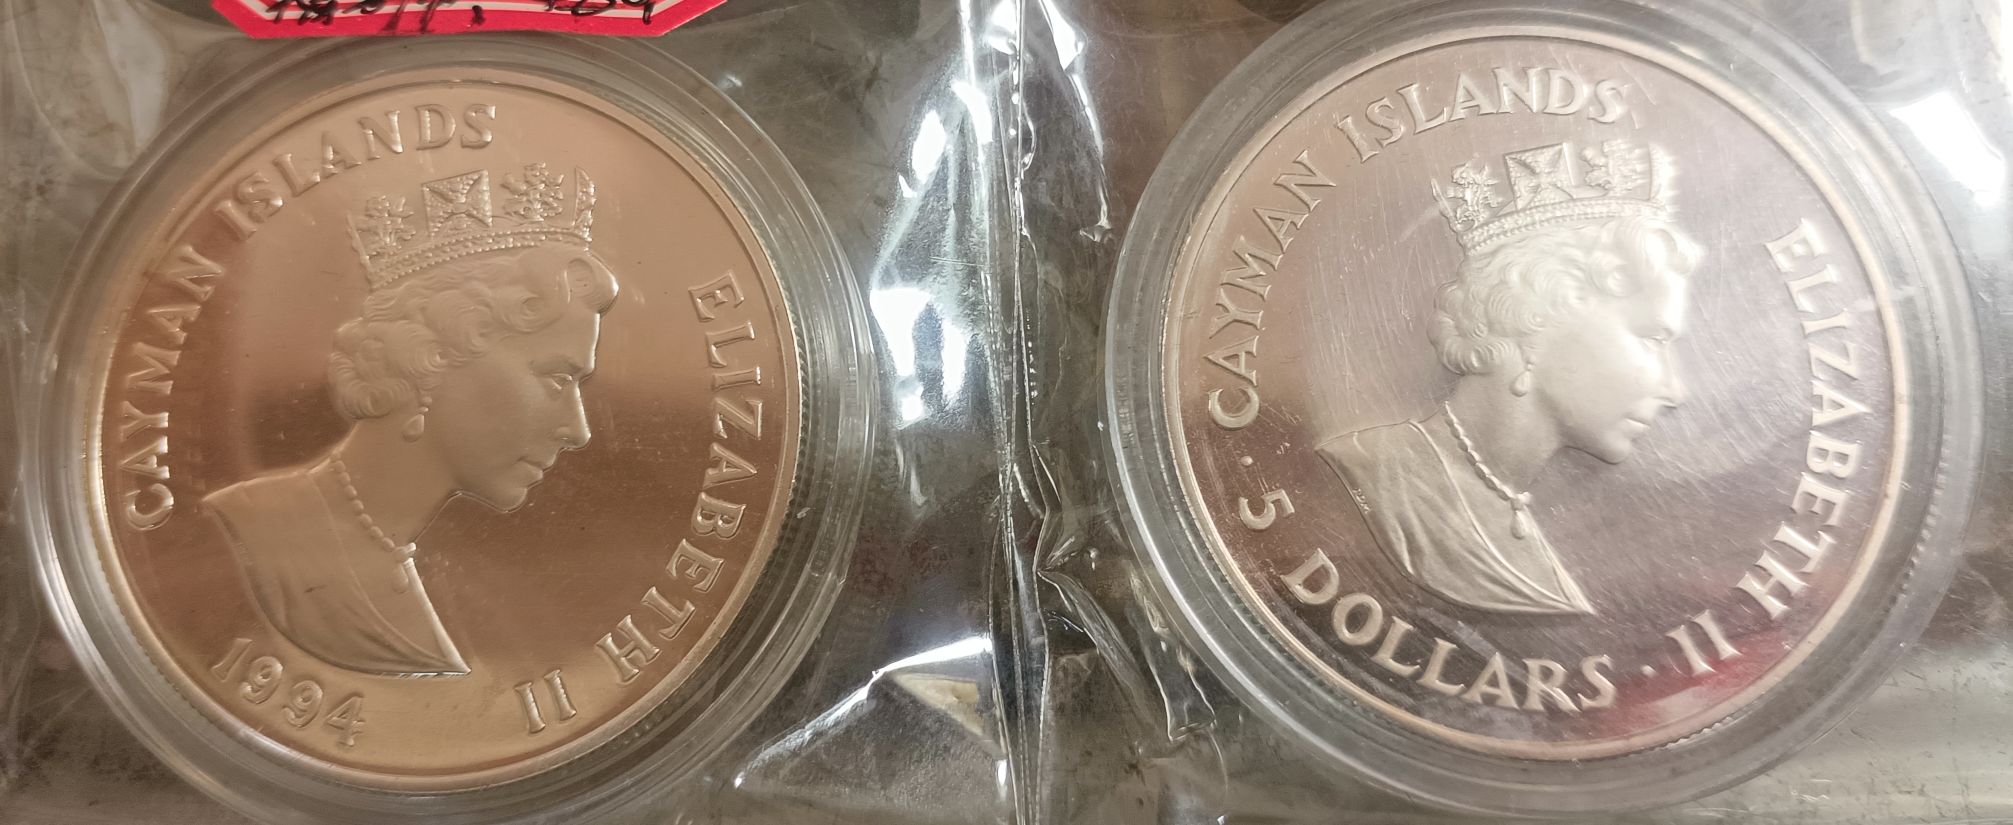 CAYMAN ISLANDS
ELIZABETH II
1994
CAYMAN ISLANDS
ELIZABETH II
· 5 DOLLARS ·